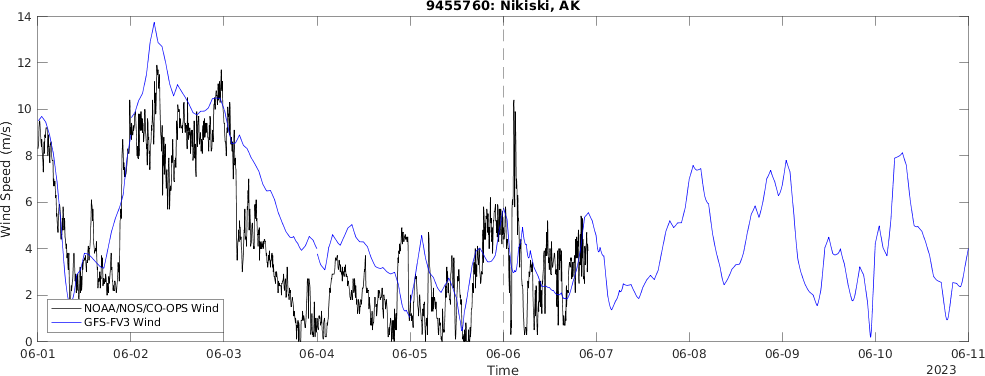 9455760: Nikiski, AK
Wind Speed (m/s)
14
12
10
8
6
4
2
0
NOAA/NOS/CO-OPS Wind
GFS-FV3 Wind
06-01 06-02 06-03 06-04 06-05 06-06 06-07 06-08 06-09 06-10 06-11
Time
2023